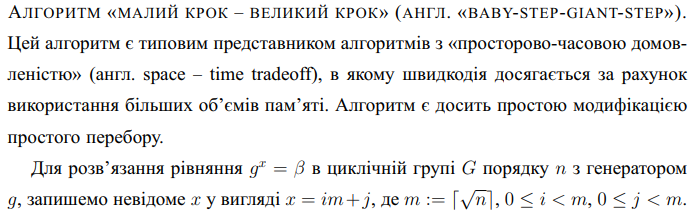 АЛГОРИТМ «МАЛИЙ КРОК – ВЕЛИКИЙ КРОК» (АНГЛ. «BABY-STEP-GIANT-STEP»).
Цей алгоритм є типовим представником алгоритмів з «просторово-часовою домов-
леністю» (англ. space – time tradeoff), в якому швидкодія досягається за рахунок
використання більших об’ємів пам’яті. Алгоритм є досить простою модифікацією
простого перебору.
Для розв’язання рівняння gˣ = β в циклічній групі G порядку n з генератором
g, запишемо невідоме x у вигляді x = im + j, де m := ⌈√n⌉, 0 ≤ i < m, 0 ≤ j < m.